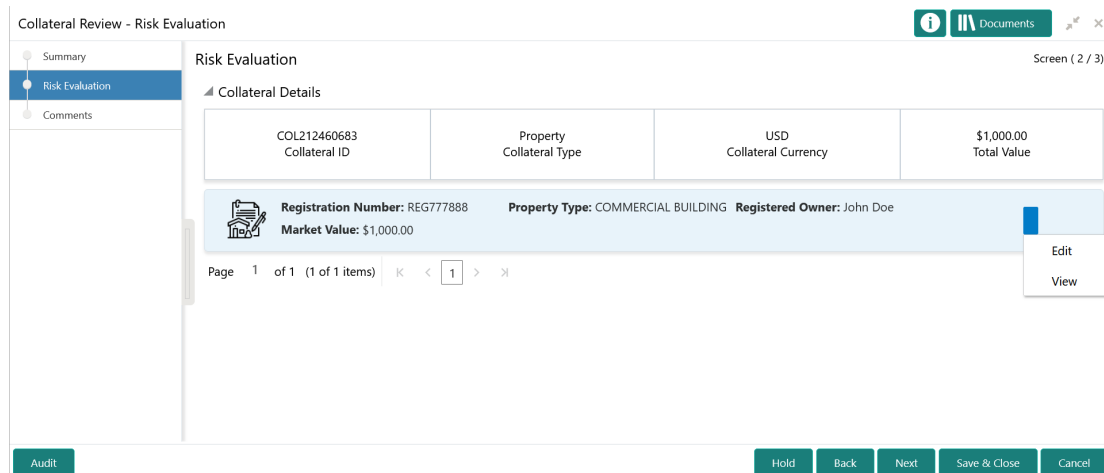 Collateral Review - Risk Evaluation
Documents
Summary
Risk Evaluation
Comments
Risk Evaluation
Screen ( 2 / 3)
Collateral Details
COL212460683
Collateral ID
Property
Collateral Type
USD
Collateral Currency
$1,000.00
Total Value
Registration Number: REG777888 Property Type: COMMERCIAL BUILDING Registered Owner: John Doe
Market Value: $1,000.00
Edit
View
Page 1 of 1 (1 of 1 items) 1
Audit
Hold Back Next Save & Close Cancel